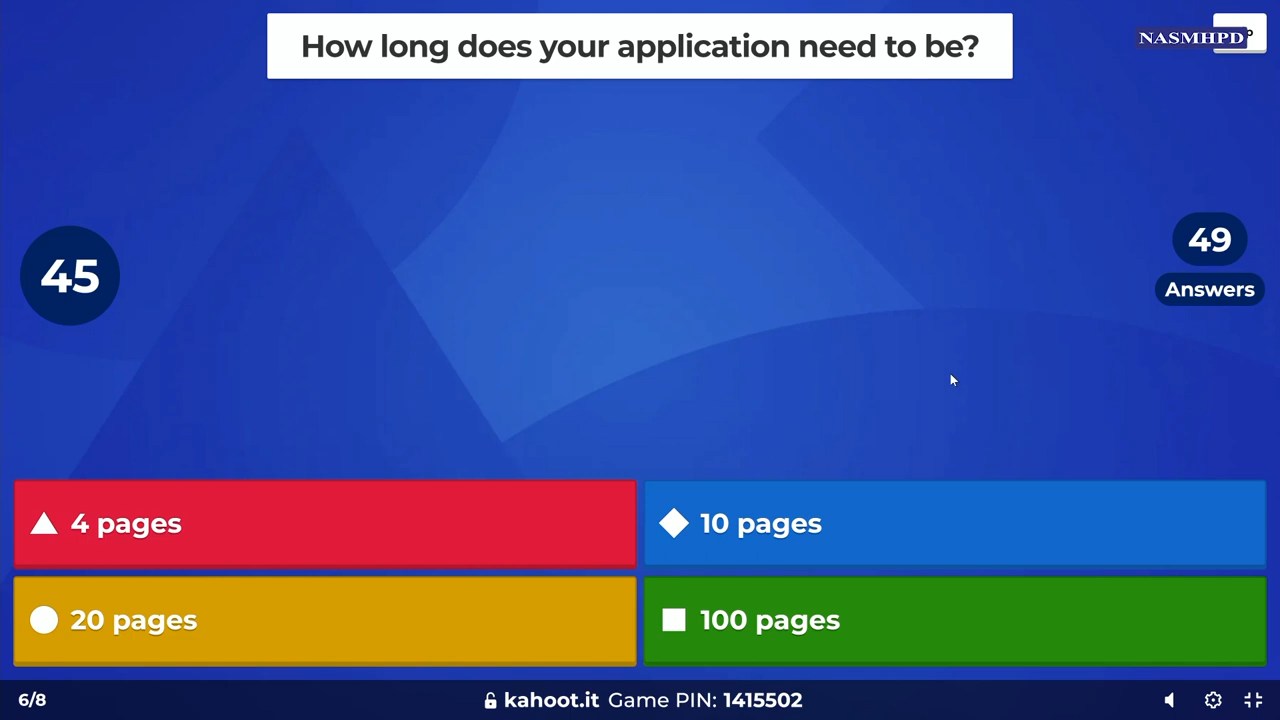 How long does your application need to be?
NASMHPD
45
49
Answers
4 pages
10 pages
20 pages
100 pages
6/8
kahoot.it Game PIN: 1415502